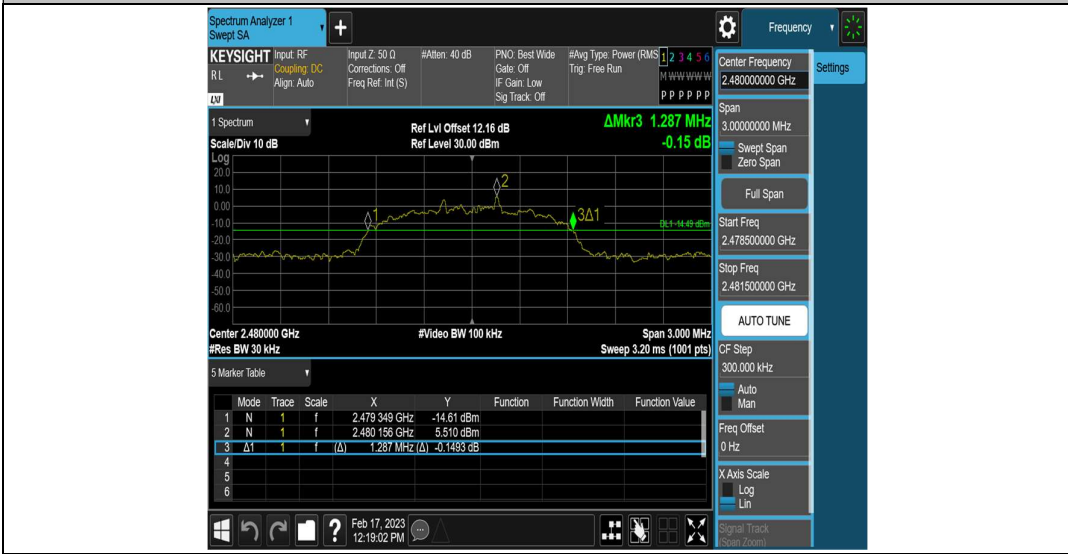 Spectrum Analyzer 1
Swept SA
+
Frequency
KEYSIGHT
RL
LXI
Input: RF
Coupling: DC
Align: Auto
Input Z: 50 Ω
Corrections: Off
Freq Ref: Int (S)
#Atten: 40 dB
PNO: Best Wide
Gate: Off
IF Gain: Low
Sig Track: Off
#Avg Type: Power (RMS
Trig: Free Run
1 2 3 4 5 6
M W W W W W
P P P P P P
Center Frequency
2.480000000 GHz
Settings
1 Spectrum
Scale/Div 10 dB
Ref Lvl Offset 12.16 dB
Ref Level 30.00 dBm
ΔMkr3 1.287 MHz
-0.15 dB
Log
20.0
10.0
0.00
-10.0
-20.0
-30.0
-40.0
-50.0
-60.0
1
2
3Δ1
DL1 -14.49 dBm
Center 2.480000 GHz
#Res BW 30 kHz
#Video BW 100 kHz
Span 3.000 MHz
Sweep 3.20 ms (1001 pts)
Span
3.00000000 MHz
Swept Span
Zero Span
Full Span
Start Freq
2.478500000 GHz
Stop Freq
2.481500000 GHz
AUTO TUNE
CF Step
300.000 kHz
Auto
Man
Freq Offset
0 Hz
X Axis Scale
Log
Lin
Signal Track
(Span Zoom)
5 Marker Table
Mode Trace Scale X Y Function Function Width Function Value
1 N 1 f 2.479 349 GHz -14.61 dBm
2 N 1 f 2.480 156 GHz 5.510 dBm
3 Δ1 1 f (Δ) 1.287 MHz (Δ) -0.1493 dB
4
5
6
?
Feb 17, 2023
12:19:02 PM